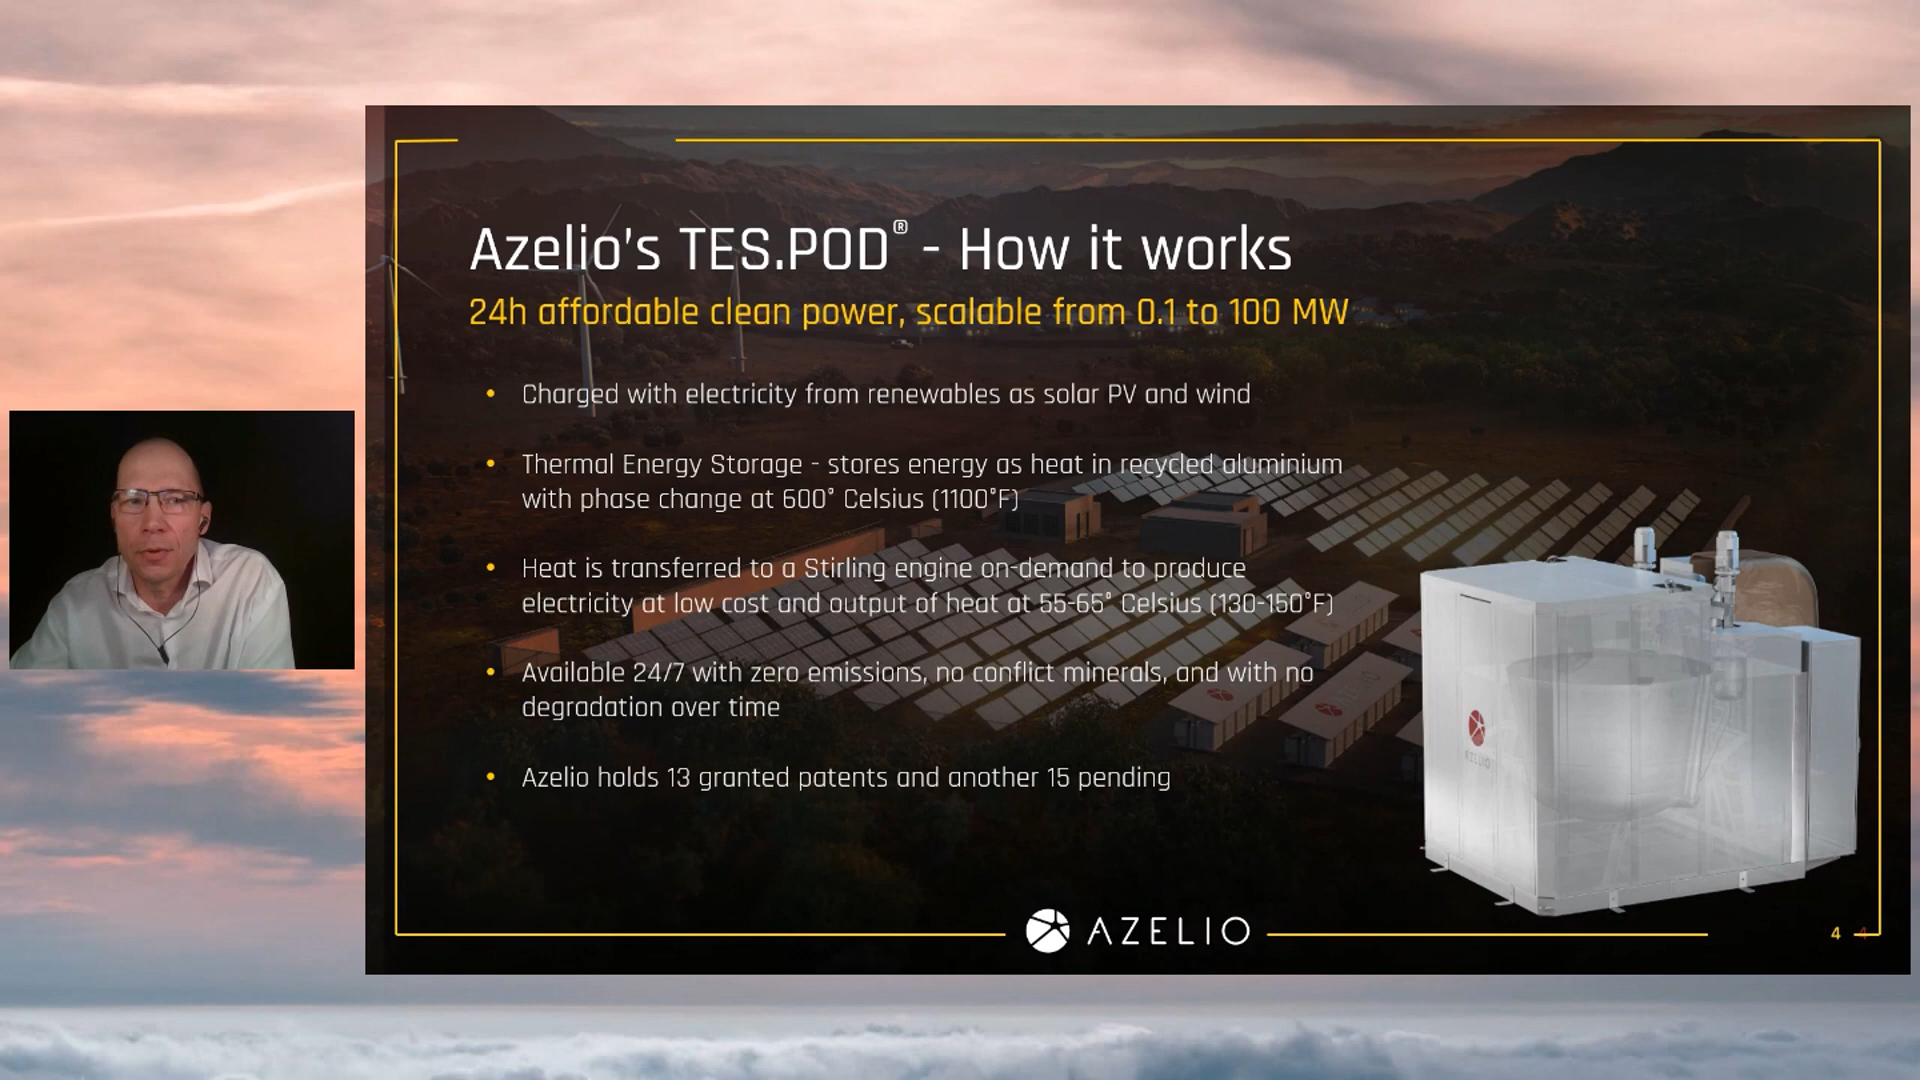 Azelio's TES.POD® - How it works
24h affordable clean power, scalable from 0.1 to 100 MW
• Charged with electricity from renewables as solar PV and wind
• Thermal Energy Storage - stores energy as heat in recycled aluminium
with phase change at 600° Celsius (1100°F)
• Heat is transferred to a Stirling engine on-demand to produce
electricity at low cost and output of heat at 55-65° Celsius (130-150°F)
• Available 24/7 with zero emissions, no conflict minerals, and with no
degradation over time
• Azelio holds 13 granted patents and another 15 pending
AZELIO
AZELIO
4 4